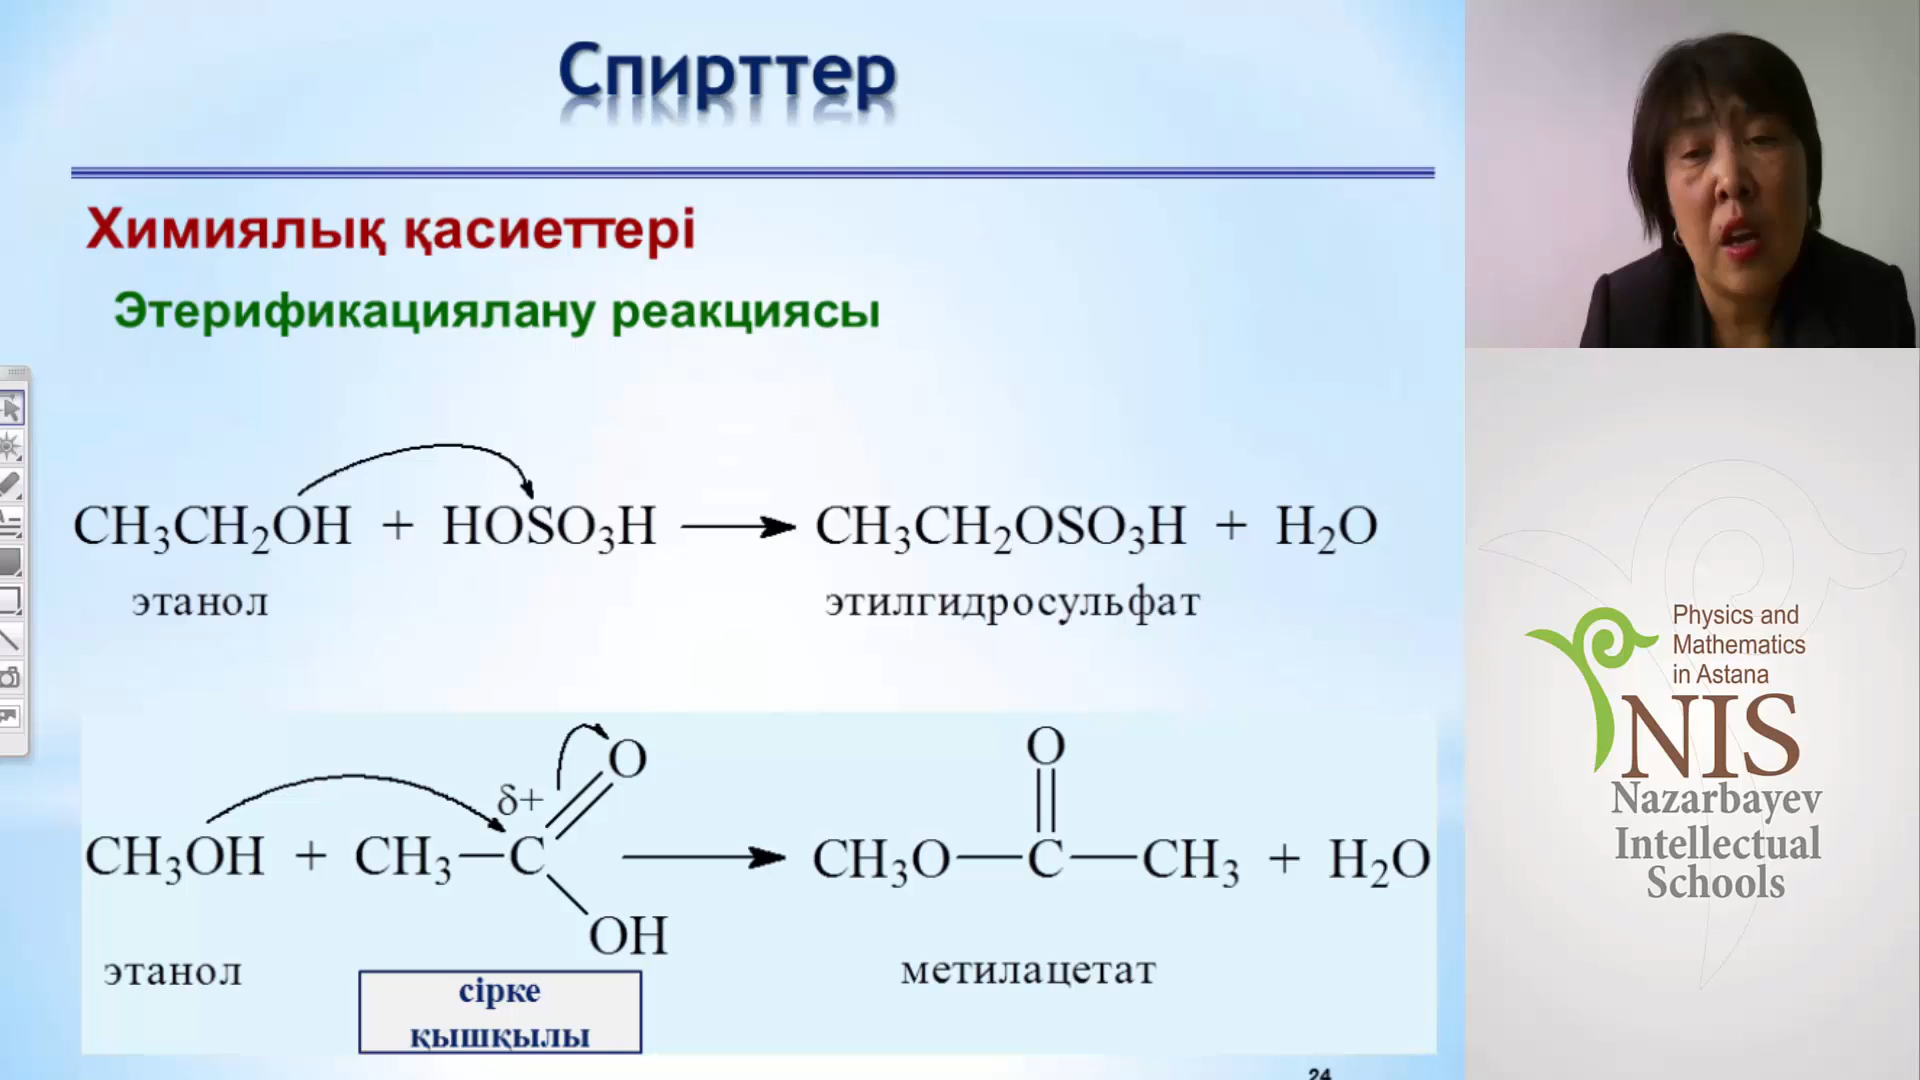 Спирттер
Химиялық қасиеттері
Этерификациялану реакциясы
CH₃CH₂OH + HOSO₃H → CH₃CH₂OSO₃H + H₂O
этанол этилгидросульфат
O O
δ+
CH₃OH + CH₃—C → CH₃O—C—CH₃ + H₂O
OH
этанол метилацетат
сірке
қышқылы
24
Physics and
Mathematics
in Astana
NIS
Nazarbayev
Intellectual
Schools